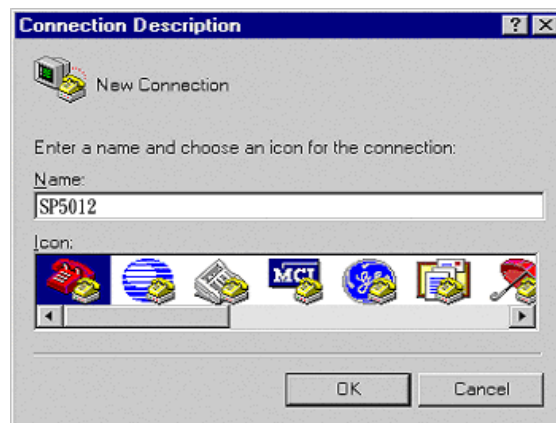 Connection Description
New Connection
Enter a name and choose an icon for the connection:
Name:
SP5012
Icon:
MCI
OK
Cancel